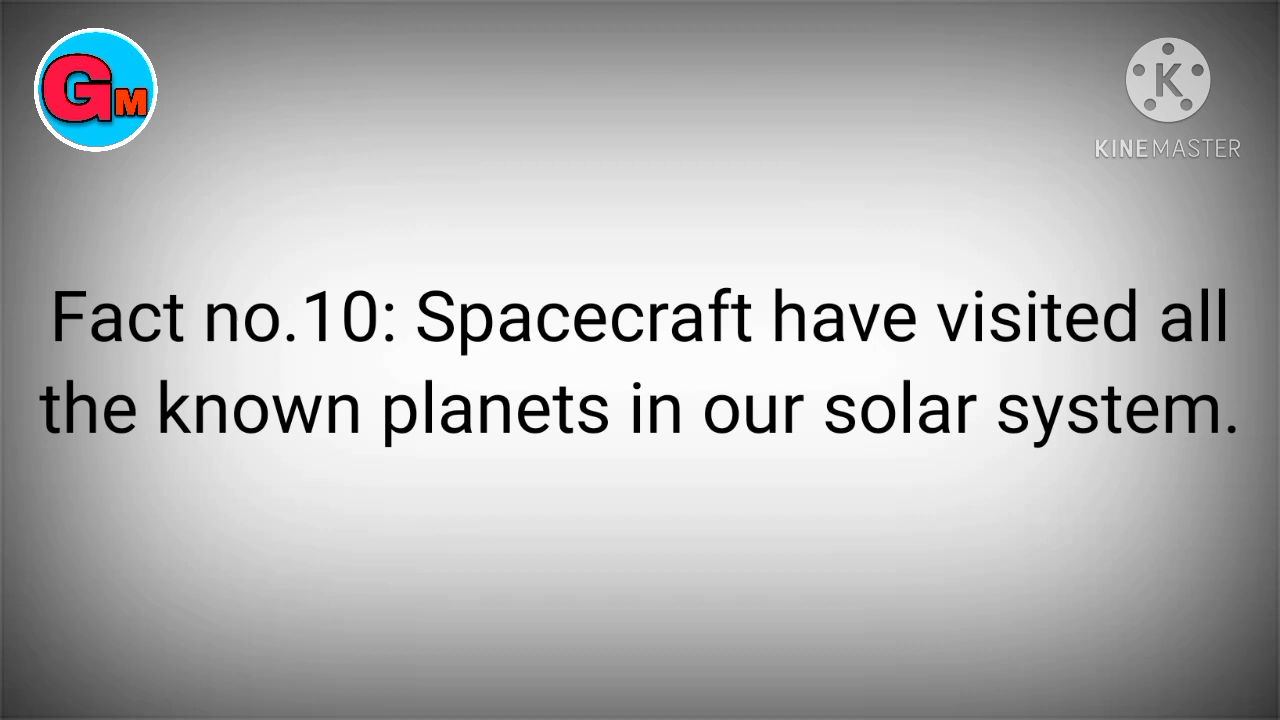 GM
K
KINEMASTER
Fact no.10: Spacecraft have visited all
the known planets in our solar system.